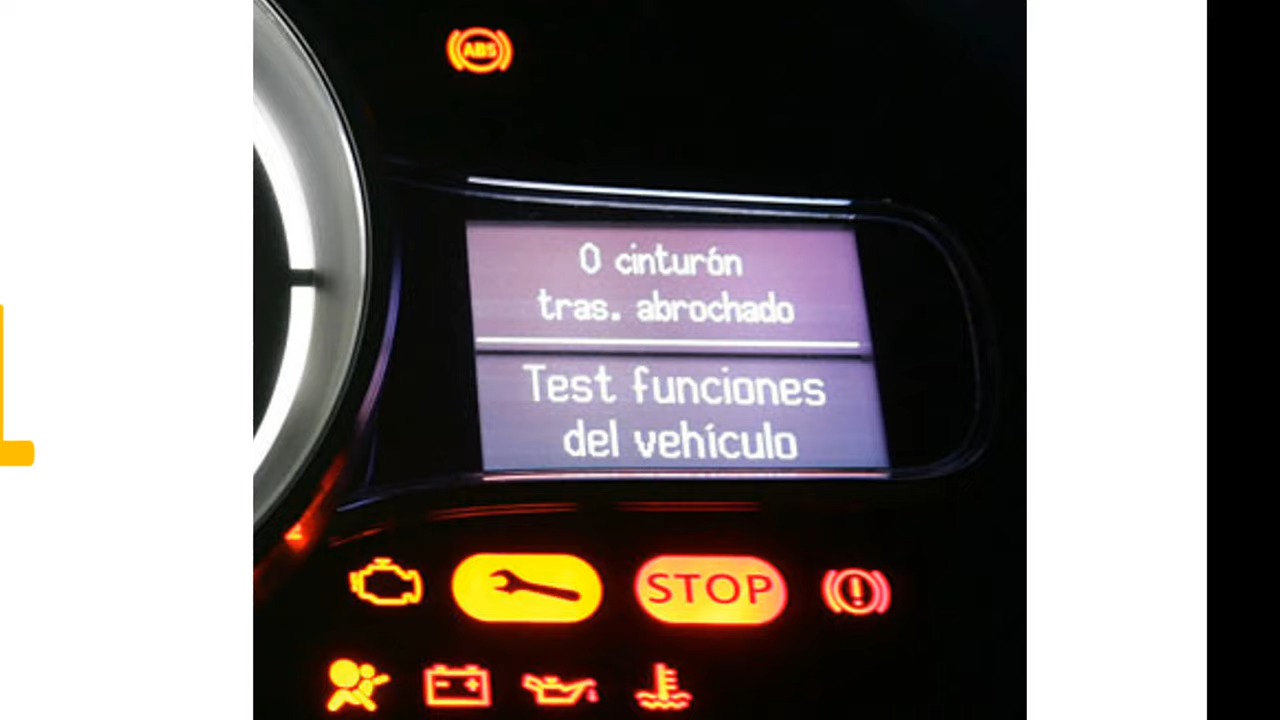 ABS
0 cinturón
tras. abrochado
Test funciones
del vehículo
STOP